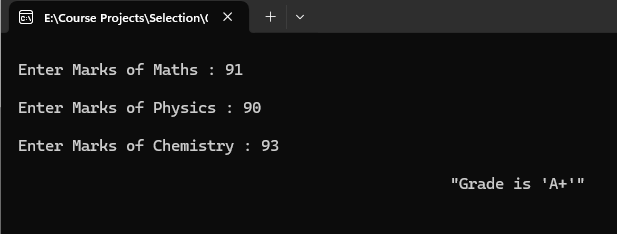 E:\Course Projects\Selection\
Enter Marks of Maths : 91
Enter Marks of Physics : 90
Enter Marks of Chemistry : 93
"Grade is 'A+'"